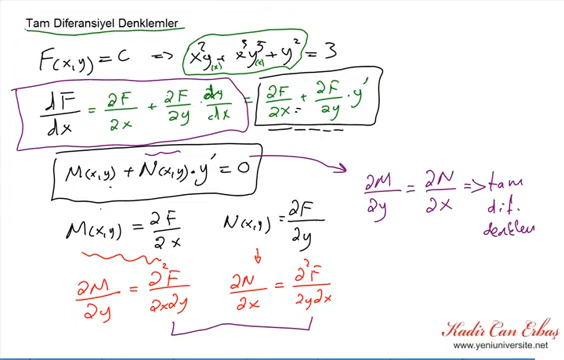 Tam Diferansiyel Denklemler
F(x,y) = C ⇒ x²y(x) + x³y⁵(x) + y² = 3
dF/dx = ∂F/∂x + ∂F/∂y · dy/dx = ∂F/∂x + ∂F/∂y · y'
M(x,y) + N(x,y) · y' = 0
∂M/∂y = ∂N/∂x => tam
dif.
denklem
M(x,y) = ∂F/∂x N(x,y) = ∂F/∂y
∂M/∂y = ∂²F/∂x∂y ∂N/∂x = ∂²F/∂y∂x
Kadir Can Erbaş
www.yeniuniversite.net